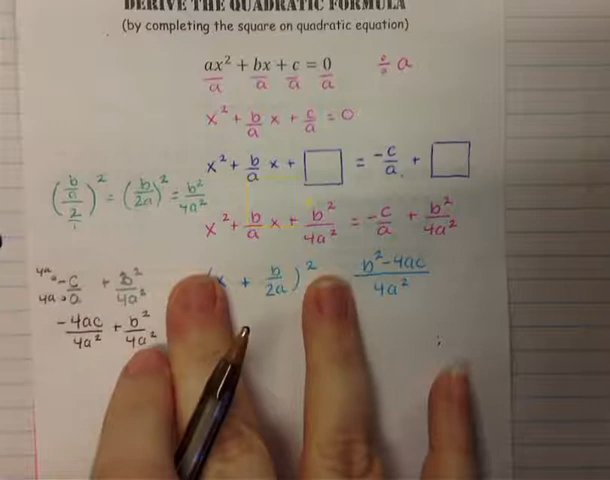 DERIVE THE QUADRATIC FORMULA
(by completing the square on quadratic equation)
ax² + bx + c = 0 ÷ a
a a a a
x² + b/a x + c/a = 0
x² + b/a x + □ = -c/a + □
(b/a / 2/1)² = (b/2a)² = b²/4a²
x² + b/a x + b²/4a² = -c/a + b²/4a²
(x + b/2a)² b²-4ac/4a²
4a · -c/4a · a + b²/4a²
-4ac/4a² + b²/4a²